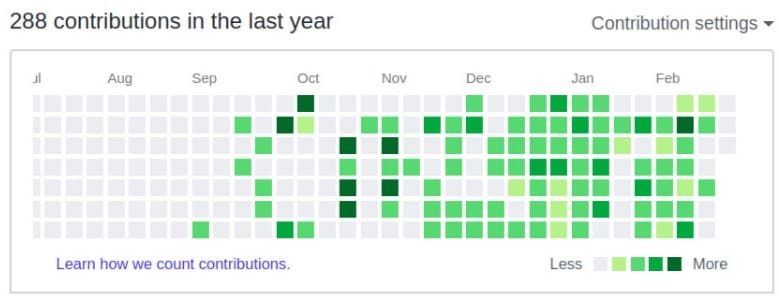 288 contributions in the last year
Contribution settings
Aug Sep Oct Nov Dec Jan Feb
Learn how we count contributions.
Less More